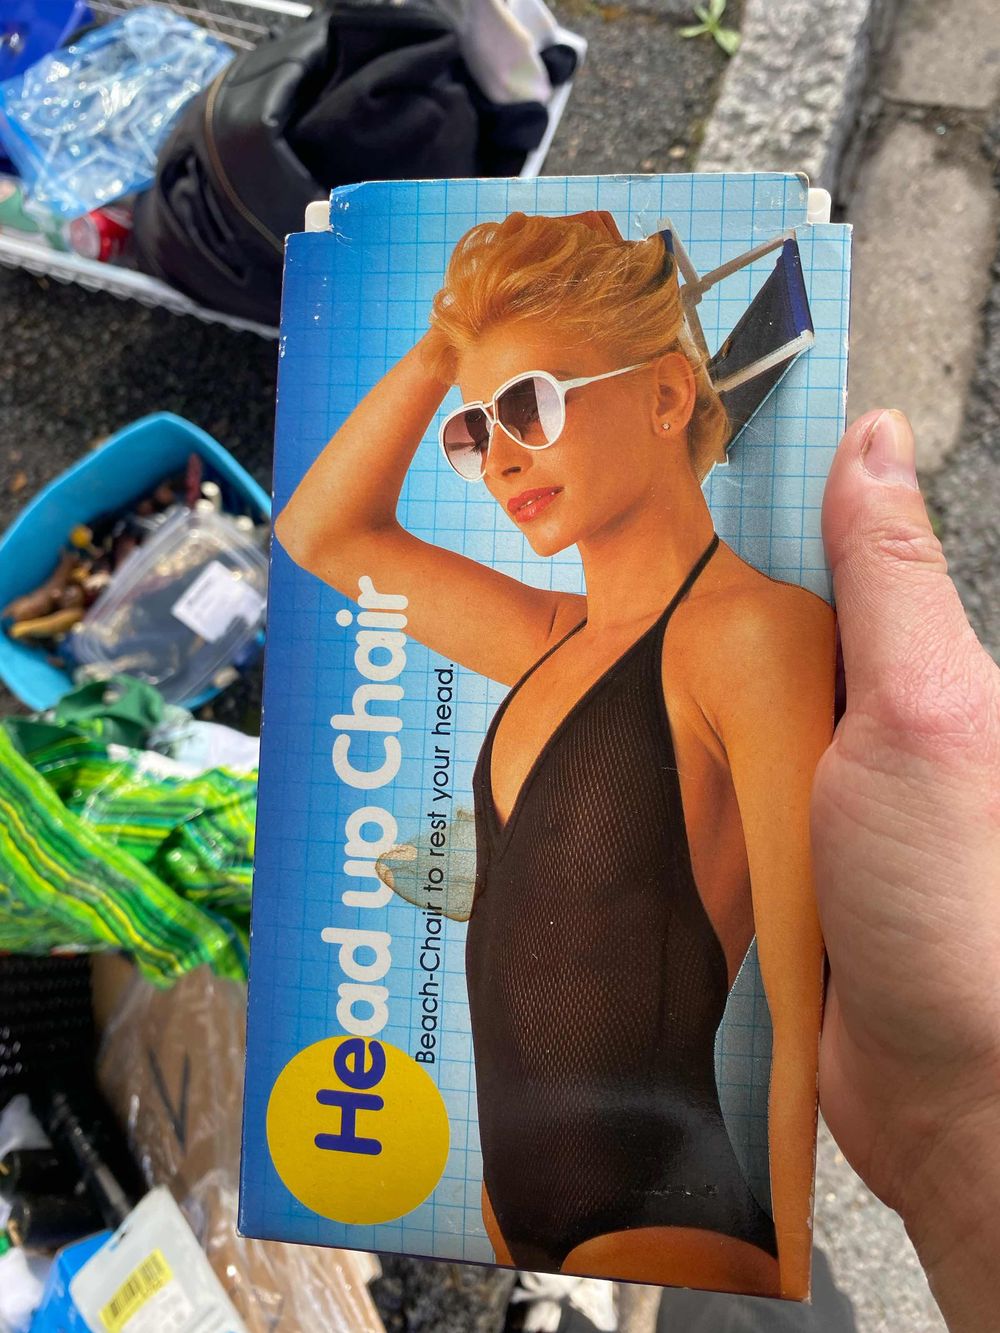 Head up Chair
Beach-Chair to rest your head.